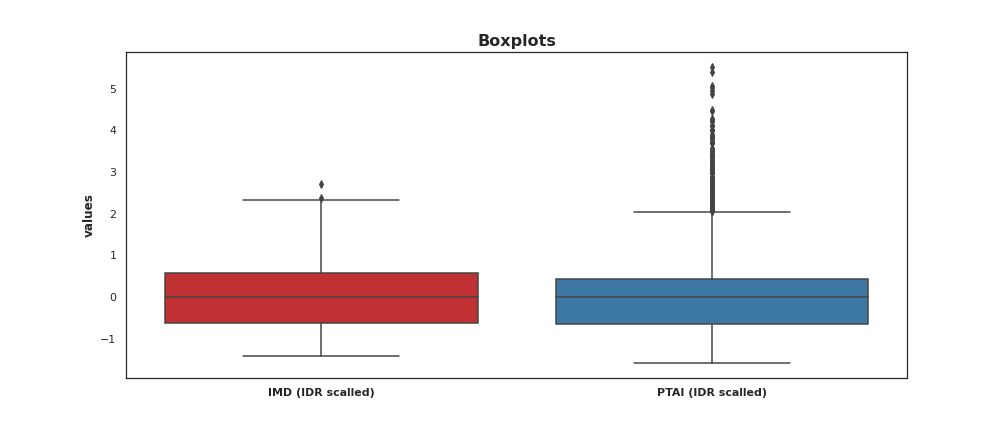 Boxplots
values
5
4
3
2
1
0
−1
IMD (IDR scalled)
PTAI (IDR scalled)